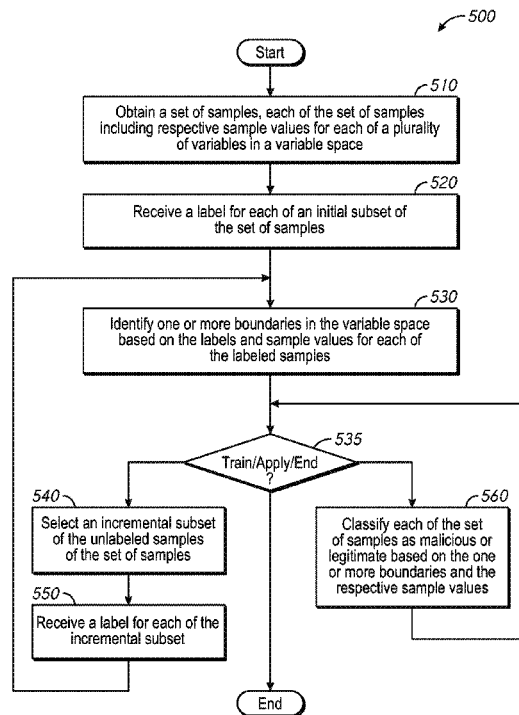 500
Start
510
Obtain a set of samples, each of the set of samples
including respective sample values for each of a plurality
of variables in a variable space
520
Receive a label for each of an initial subset of
the set of samples
530
Identify one or more boundaries in the variable space
based on the labels and sample values for each of
the labeled samples
535
Train/Apply/End
?
540
Select an incremental subset
of the unlabeled samples
of the set of samples
550
Receive a label for each of the
incremental subset
560
Classify each of the set
of samples as malicious or
legitimate based on the one
or more boundaries and the
respective sample values
End